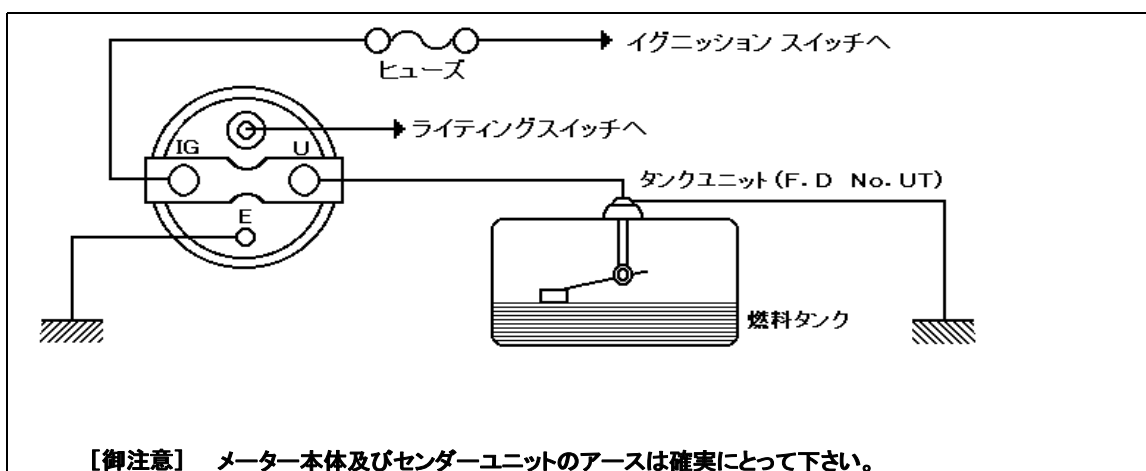 イグニッション スイッチへ
ヒューズ
ライティングスイッチへ
IG
U
タンクユニット（F．D　No．UT）
E
燃料タンク
［御注意］　メーター本体及びセンダーユニットのアースは確実にとって下さい。